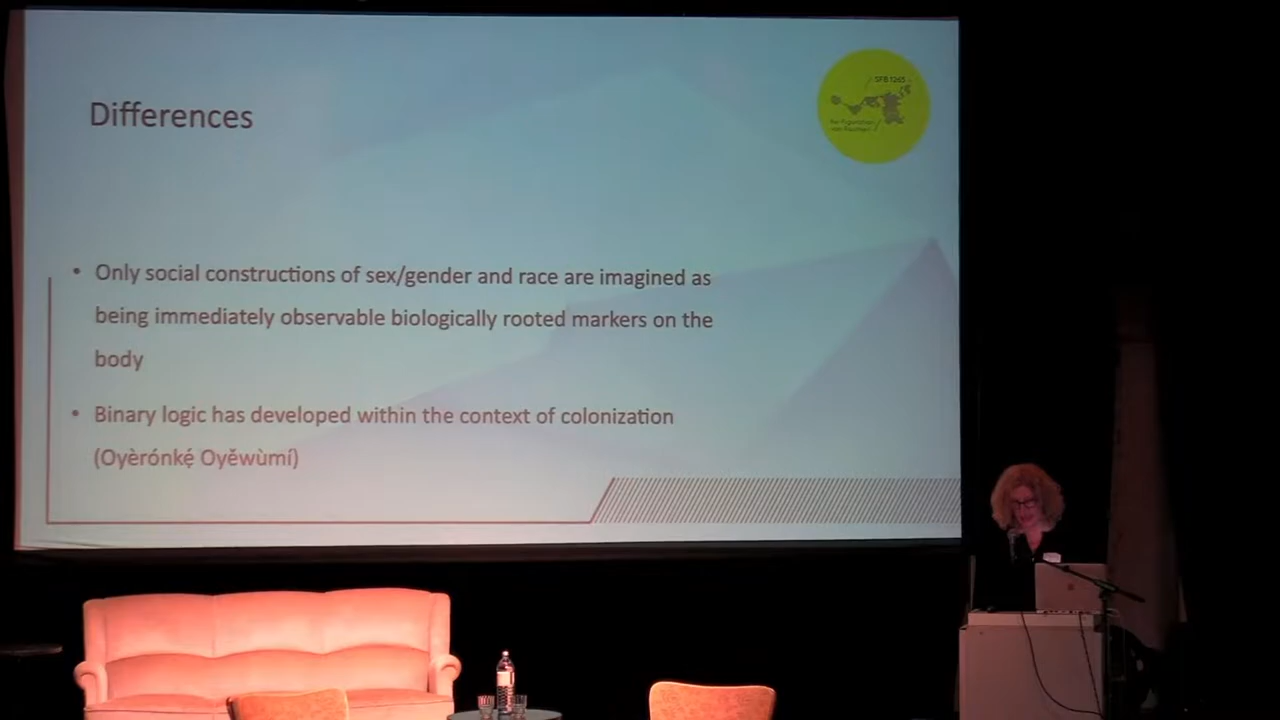 Differences
SFB 1265
• Only social constructions of sex/gender and race are imagined as
being immediately observable biologically rooted markers on the
body
• Binary logic has developed within the context of colonization
(Oyèrónkẹ́ Oyěwùmí)